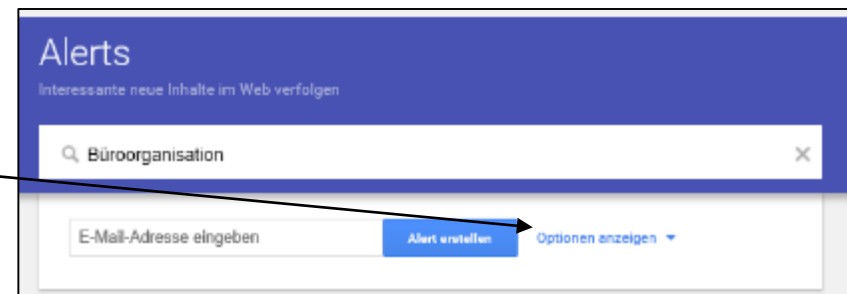 Alerts
Interessante neue Inhalte im Web verfolgen
Büroorganisation
E-Mail-Adresse eingeben Alert erstellen Optionen anzeigen